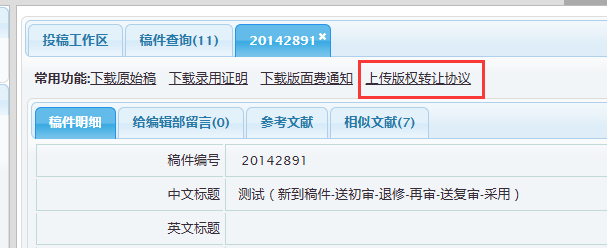 投稿工作区 稿件查询(11) 20142891 ×
常用功能:下载原始稿 下载录用证明 下载版面费通知 上传版权转让协议
稿件明细 给编辑部留言(0) 参考文献 相似文献(7)
稿件编号 20142891
中文标题 测试（新到稿件-送初审-退修-再审-送复审-采用）
英文标题